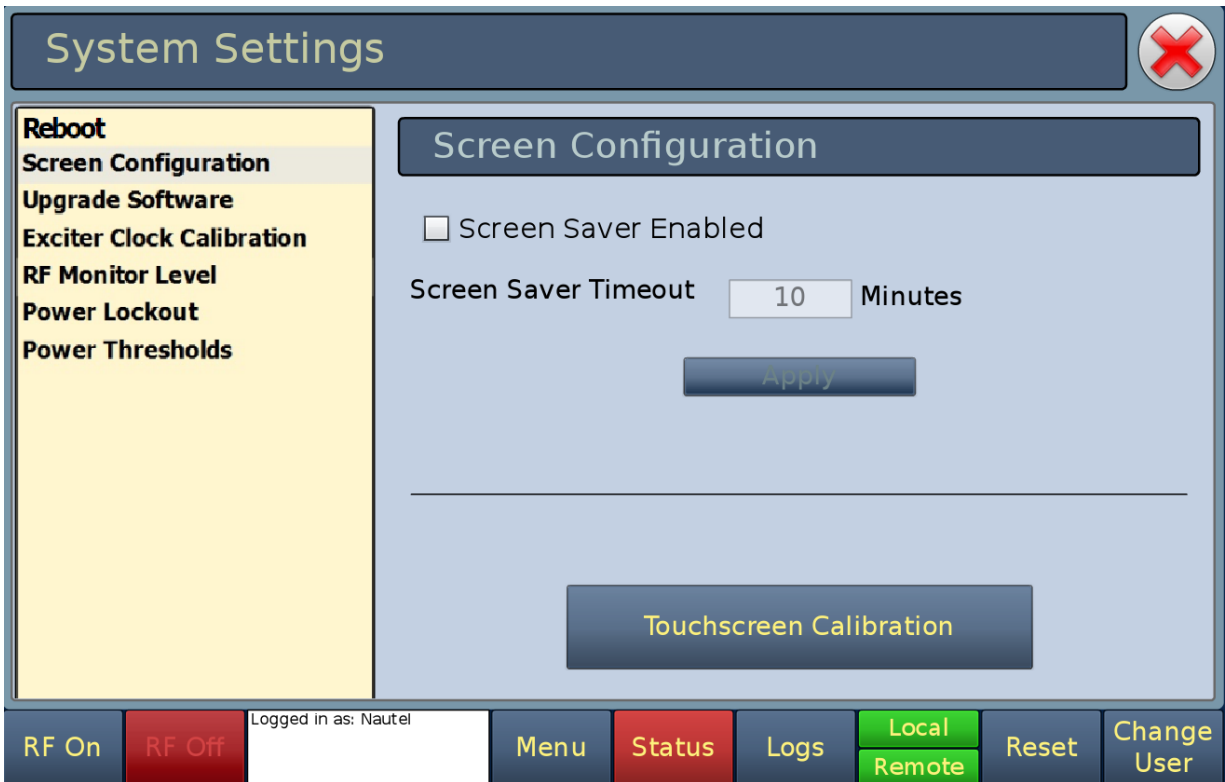 System Settings
Reboot
Screen Configuration
Upgrade Software
Exciter Clock Calibration
RF Monitor Level
Power Lockout
Power Thresholds
Screen Configuration
Screen Saver Enabled
Screen Saver Timeout 10 Minutes
Apply
Touchscreen Calibration
RF On
RF Off
Logged in as: Nautel
Menu
Status
Logs
Local
Remote
Reset
Change
User